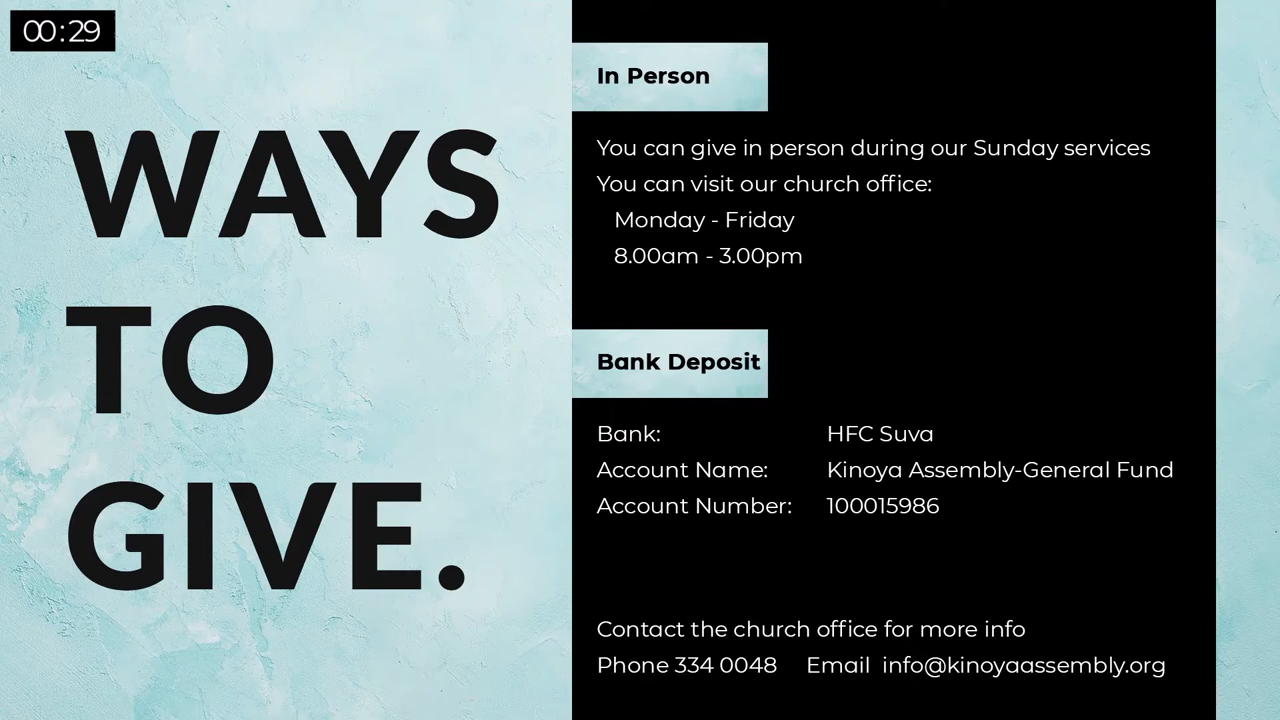 00:29
WAYS
TO
GIVE.
In Person
You can give in person during our Sunday services
You can visit our church office:
Monday - Friday
8.00am - 3.00pm
Bank Deposit
Bank: HFC Suva
Account Name: Kinoya Assembly-General Fund
Account Number: 100015986
Contact the church office for more info
Phone 334 0048 Email info@kinoyaassembly.org